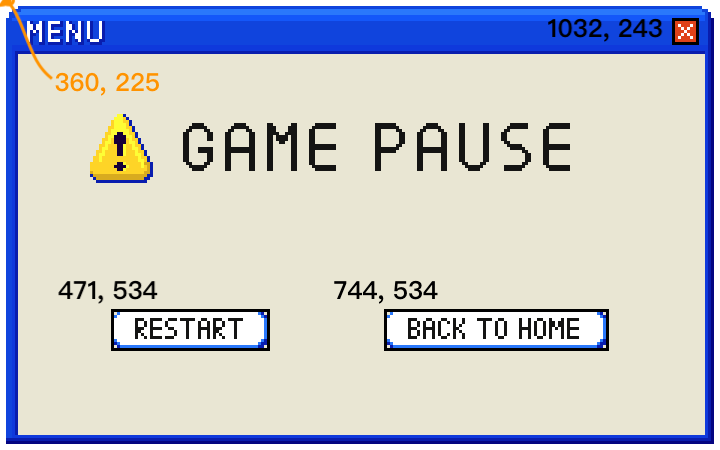 MENU
1032, 243
360, 225
GAME PAUSE
471, 534
744, 534
RESTART
BACK TO HOME